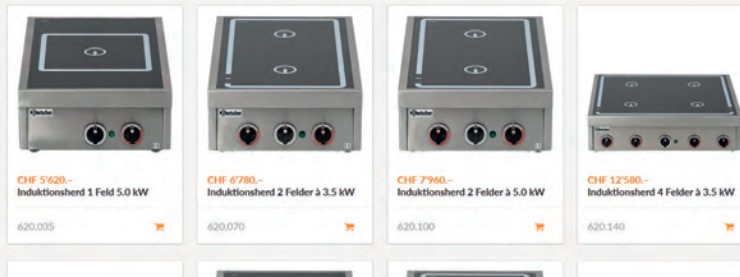 CHF 5'620.–
Induktionsherd 1 Feld 5.0 kW
620.035
CHF 6'780.–
Induktionsherd 2 Felder à 3.5 kW
620.070
CHF 7'960.–
Induktionsherd 2 Felder à 5.0 kW
620.100
CHF 12'580.–
Induktionsherd 4 Felder à 3.5 kW
620.140